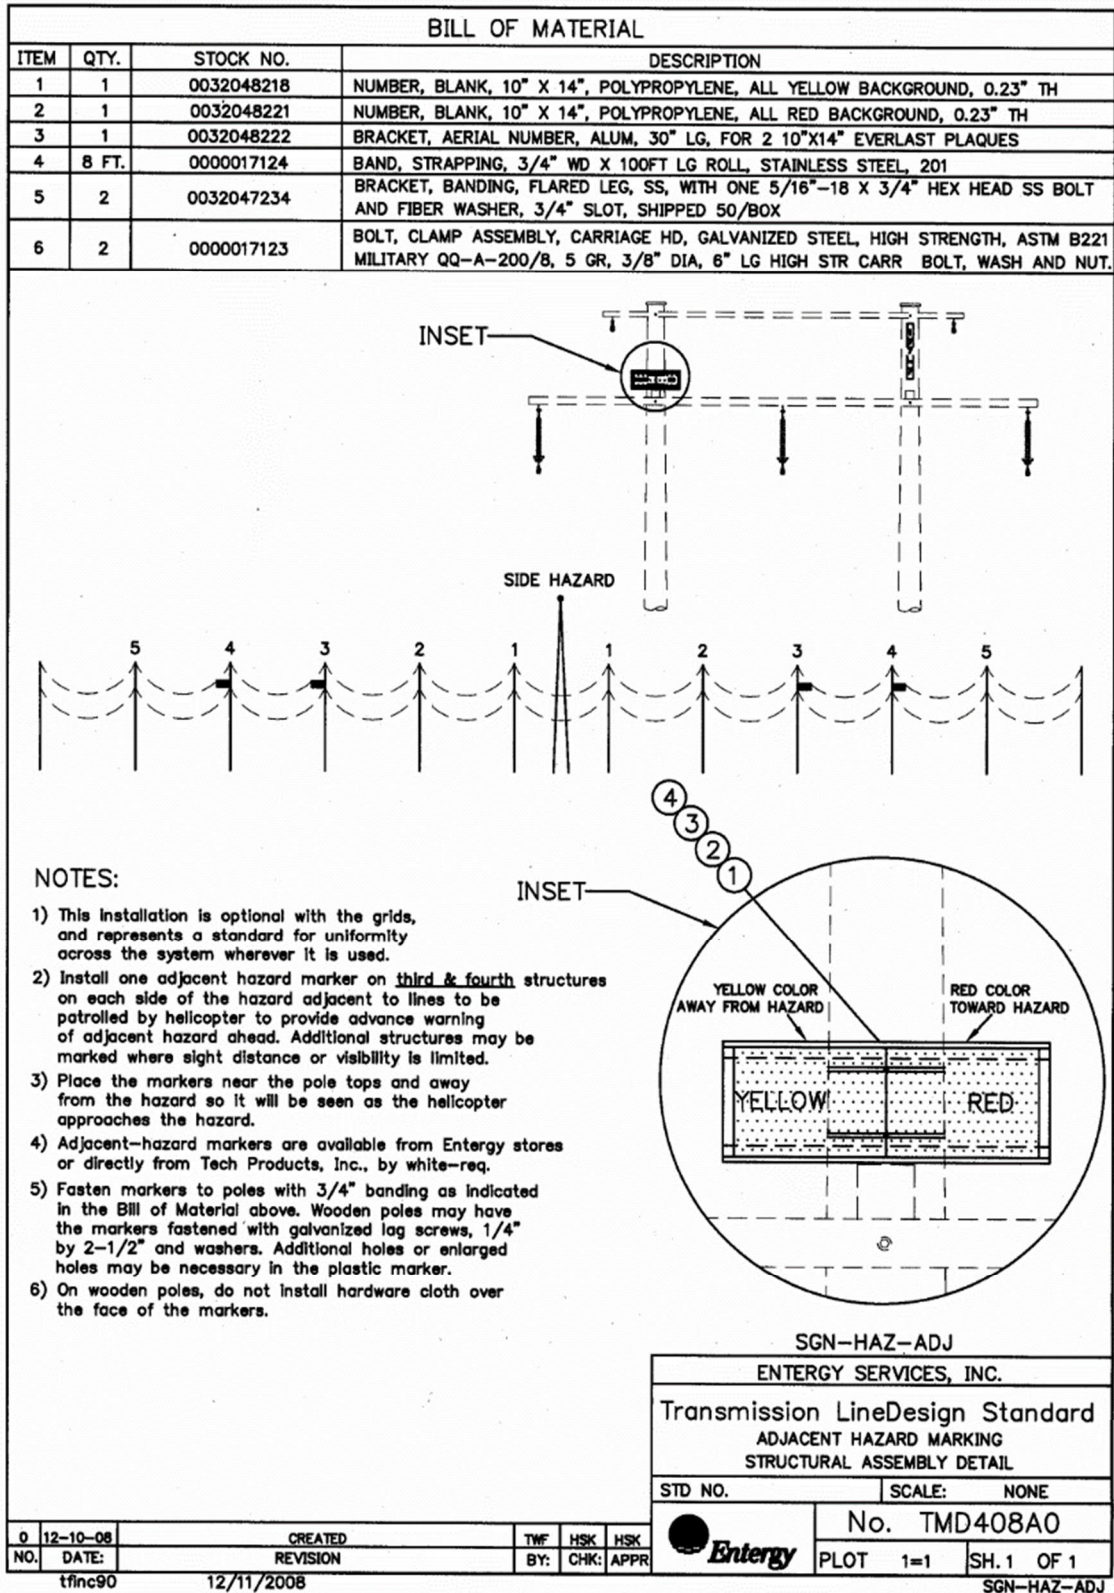 BILL OF MATERIAL
ITEM QTY. STOCK NO. DESCRIPTION
1 1 0032048218 NUMBER, BLANK, 10" X 14", POLYPROPYLENE, ALL YELLOW BACKGROUND, 0.23" TH
2 1 0032048221 NUMBER, BLANK, 10" X 14", POLYPROPYLENE, ALL RED BACKGROUND, 0.23" TH
3 1 0032048222 BRACKET, AERIAL NUMBER, ALUM, 30" LG, FOR 2 10"X14" EVERLAST PLAQUES
4 8 FT. 0000017124 BAND, STRAPPING, 3/4" WD X 100FT LG ROLL, STAINLESS STEEL, 201
5 2 0032047234 BRACKET, BANDING, FLARED LEG, SS, WITH ONE 5/16"-18 X 3/4" HEX HEAD SS BOLT
AND FIBER WASHER, 3/4" SLOT, SHIPPED 50/BOX
6 2 0000017123 BOLT, CLAMP ASSEMBLY, CARRIAGE HD, GALVANIZED STEEL, HIGH STRENGTH, ASTM B221
MILITARY QQ-A-200/8, 5 GR, 3/8" DIA, 6" LG HIGH STR CARR BOLT, WASH AND NUT.
INSET
SIDE HAZARD
5 4 3 2 1 1 2 3 4 5
4
3
2
1
INSET
YELLOW COLOR
AWAY FROM HAZARD
RED COLOR
TOWARD HAZARD
YELLOW RED
NOTES:
1) This installation is optional with the grids,
and represents a standard for uniformity
across the system wherever it is used.
2) Install one adjacent hazard marker on third & fourth structures
on each side of the hazard adjacent to lines to be
patrolled by helicopter to provide advance warning
of adjacent hazard ahead. Additional structures may be
marked where sight distance or visibility is limited.
3) Place the markers near the pole tops and away
from the hazard so it will be seen as the helicopter
approaches the hazard.
4) Adjacent-hazard markers are available from Entergy stores
or directly from Tech Products, Inc., by white-req.
5) Fasten markers to poles with 3/4" banding as indicated
in the Bill of Material above. Wooden poles may have
the markers fastened with galvanized lag screws, 1/4"
by 2-1/2" and washers. Additional holes or enlarged
holes may be necessary in the plastic marker.
6) On wooden poles, do not install hardware cloth over
the face of the markers.
SGN-HAZ-ADJ
ENTERGY SERVICES, INC.
Transmission LineDesign Standard
ADJACENT HAZARD MARKING
STRUCTURAL ASSEMBLY DETAIL
STD NO. SCALE: NONE
Entergy
No. TMD408A0
PLOT 1=1 SH. 1 OF 1
0 12-10-08 CREATED TWF HSK HSK
NO. DATE: REVISION BY: CHK: APPR
tfinc90 12/11/2008
SGN-HAZ-ADJ